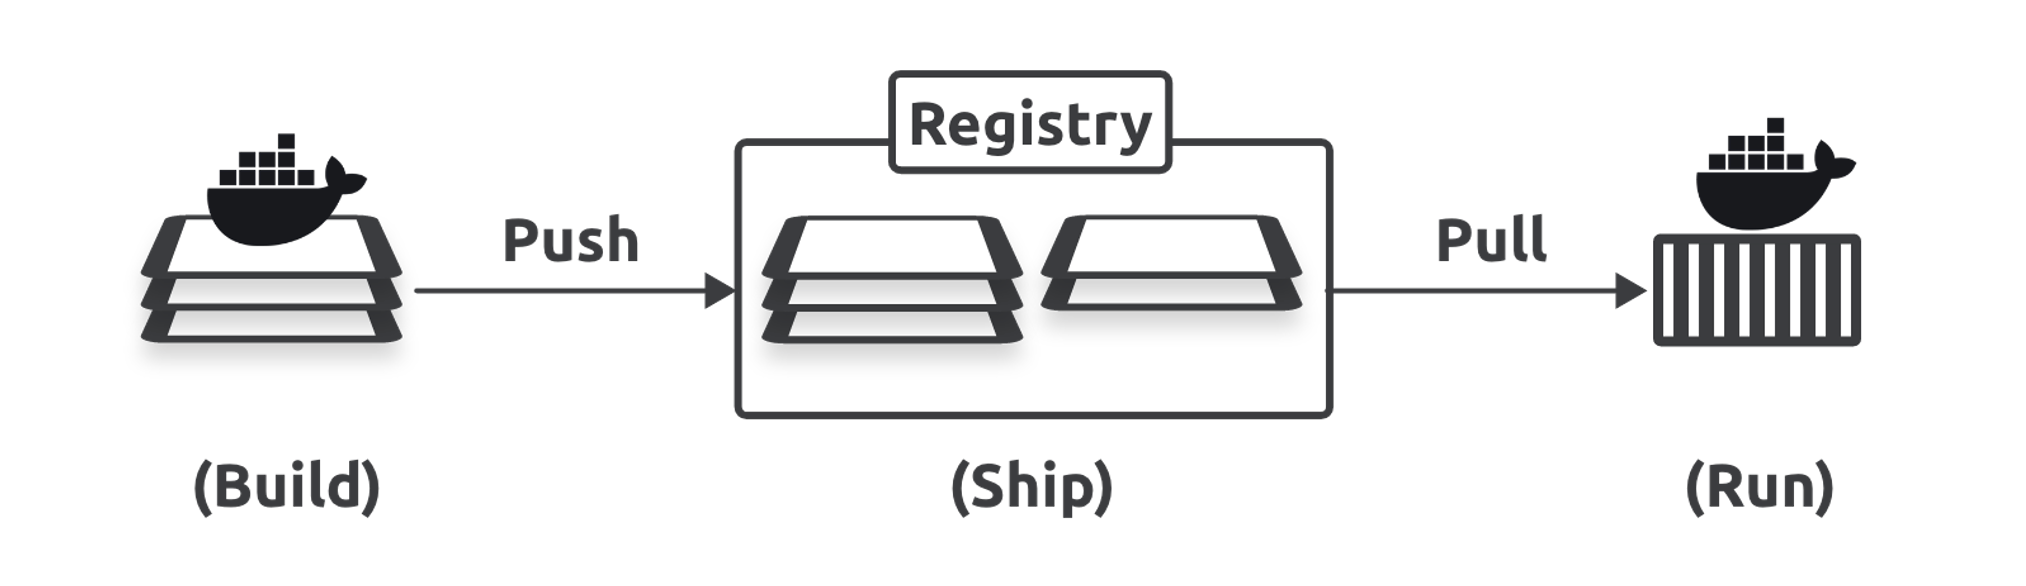 Registry
Push
Pull
(Build)
(Ship)
(Run)